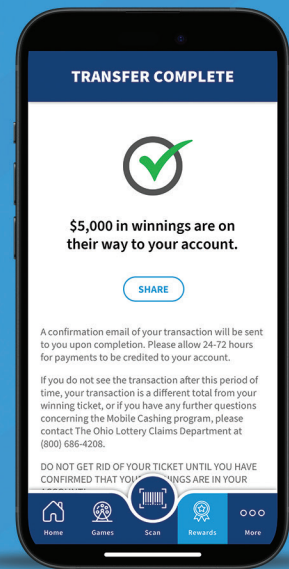 TRANSFER COMPLETE
$5,000 in winnings are on
their way to your account.
SHARE
A confirmation email of your transaction will be sent
to you upon completion. Please allow 24-72 hours
for payments to be credited to your account.
If you do not see the transaction after this period of
time, your transaction is a different total from your
winning ticket, or if you have any further questions
concerning the Mobile Cashing program, please
contact The Ohio Lottery Claims Department at
(800) 686-4208.
DO NOT GET RID OF YOUR TICKET UNTIL YOU HAVE
CONFIRMED THAT YOUR WINNINGS ARE IN YOUR
Home
Games
Scan
Rewards
More